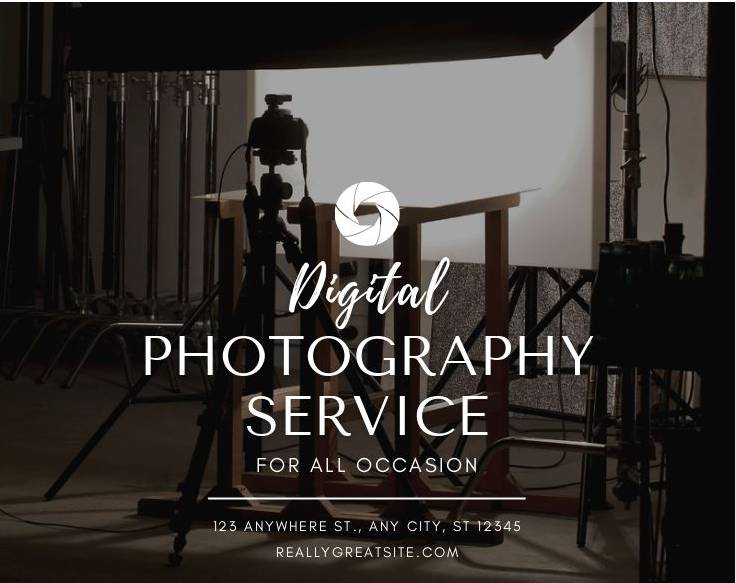 Digital
PHOTOGRAPHY
SERVICE
FOR ALL OCCASION
123 ANYWHERE ST., ANY CITY, ST 12345
REALLYGREATSITE.COM